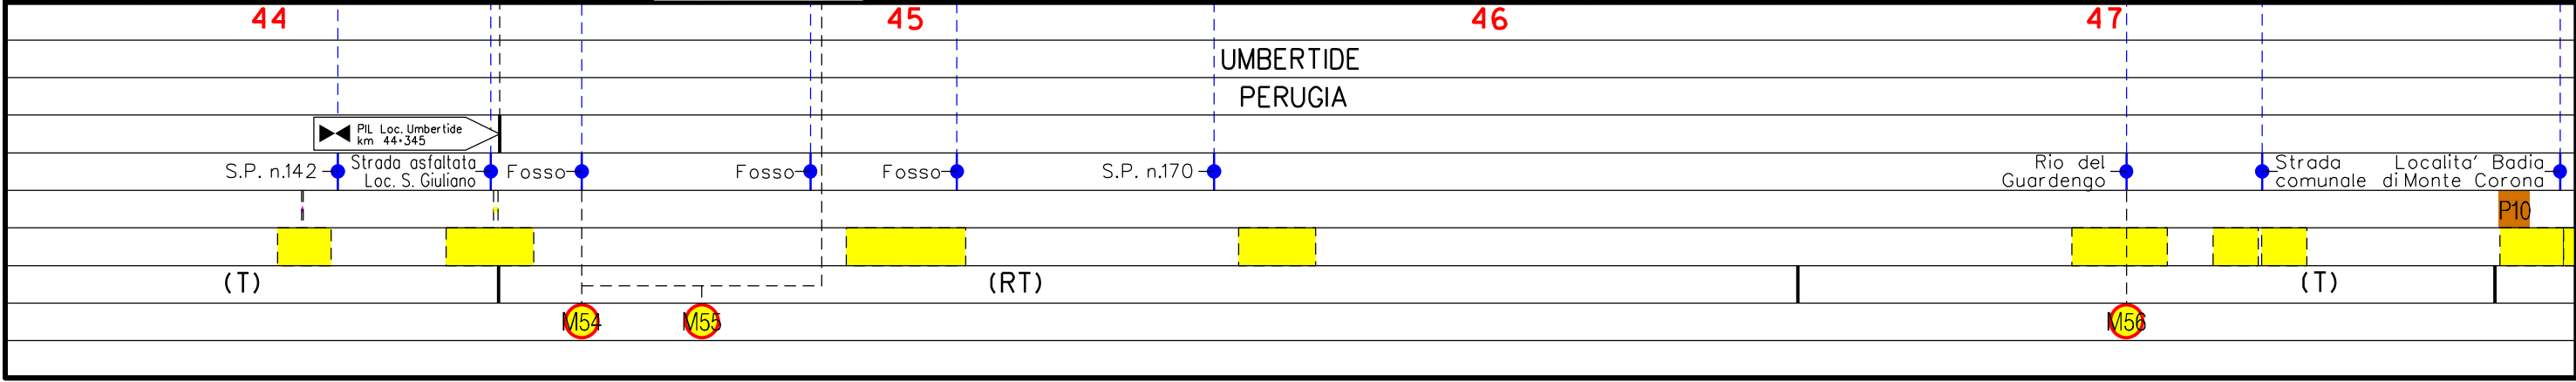 44 45 46 47
UMBERTIDE
PERUGIA
PIL Loc. Umbertide
km 44+345
S.P. n.142
Strada asfaltata
Loc. S. Giuliano
Fosso
Fosso
Fosso
S.P. n.170
Rio del
Guardengo
Strada
comunale
Localita' Badia
di Monte Corona
P10
(T) (RT) (T)
M54 M55 M56